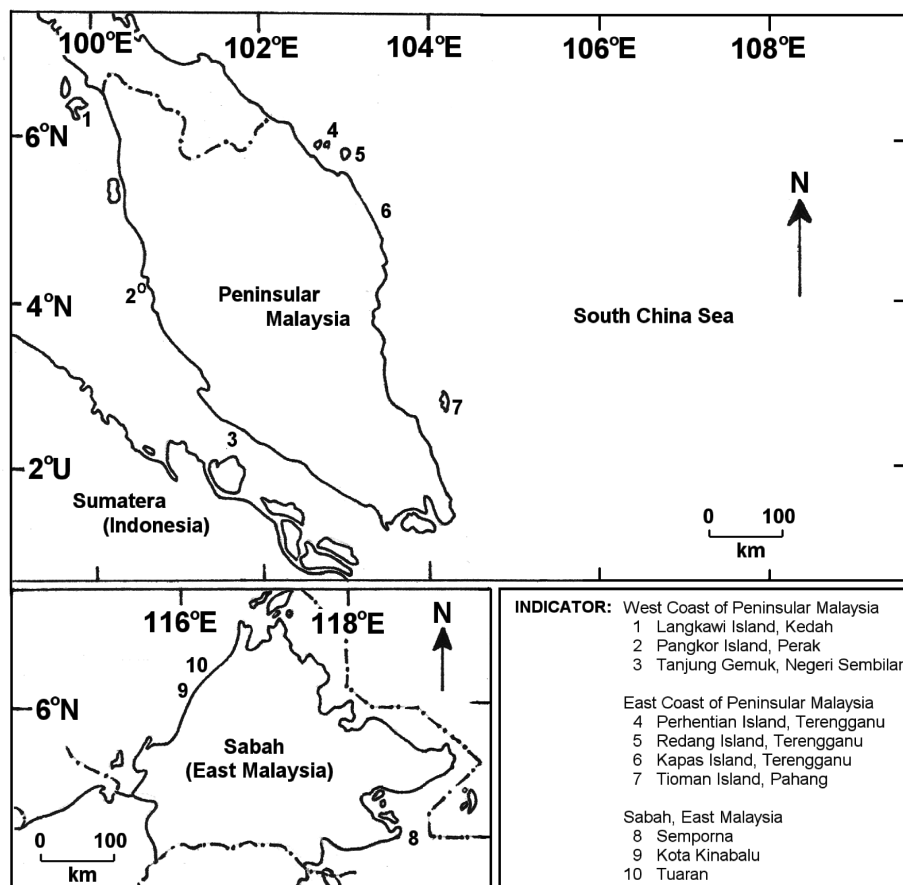 100°E 102°E 104°E 106°E 108°E
1
6°N
4
5
6
N
2°
4°N
Peninsular
Malaysia
South China Sea
7
3
2°U
Sumatera
(Indonesia)
0 100
km
116°E 118°E
N
10
9
6°N
Sabah
(East Malaysia)
0 100
km
8
INDICATOR: West Coast of Peninsular Malaysia
1 Langkawi Island, Kedah
2 Pangkor Island, Perak
3 Tanjung Gemuk, Negeri Sembilan
East Coast of Peninsular Malaysia
4 Perhentian Island, Terengganu
5 Redang Island, Terengganu
6 Kapas Island, Terengganu
7 Tioman Island, Pahang
Sabah, East Malaysia
8 Semporna
9 Kota Kinabalu
10 Tuaran